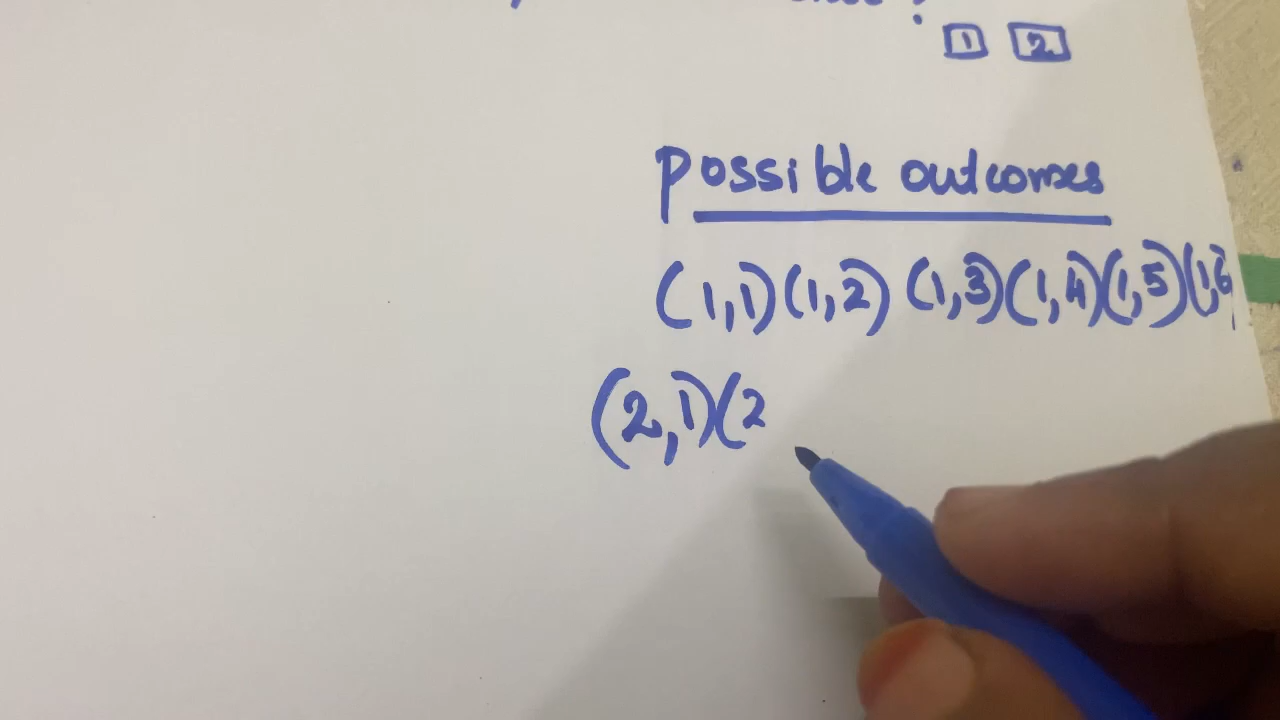 ?
1 2
possible outcomes
(1,1) (1,2) (1,3) (1,4) (1,5) (1,6
(2,1) (2